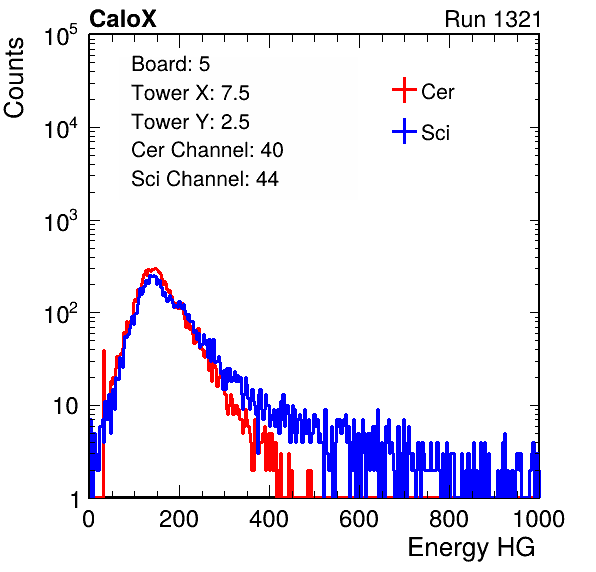 CaloX
Run 1321
Counts
10^5
10^4
10^3
10^2
10
1
Board: 5
Tower X: 7.5
Tower Y: 2.5
Cer Channel: 40
Sci Channel: 44
Cer
Sci
0 200 400 600 800 1000
Energy HG